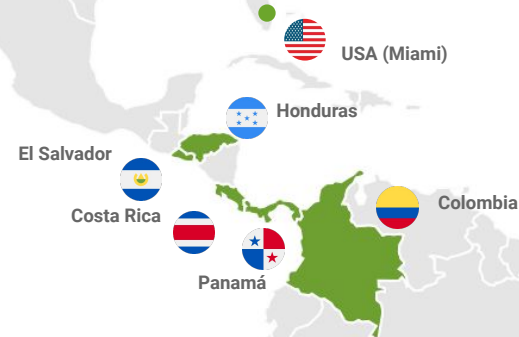 USA (Miami)
Honduras
El Salvador
Colombia
Costa Rica
Panamá